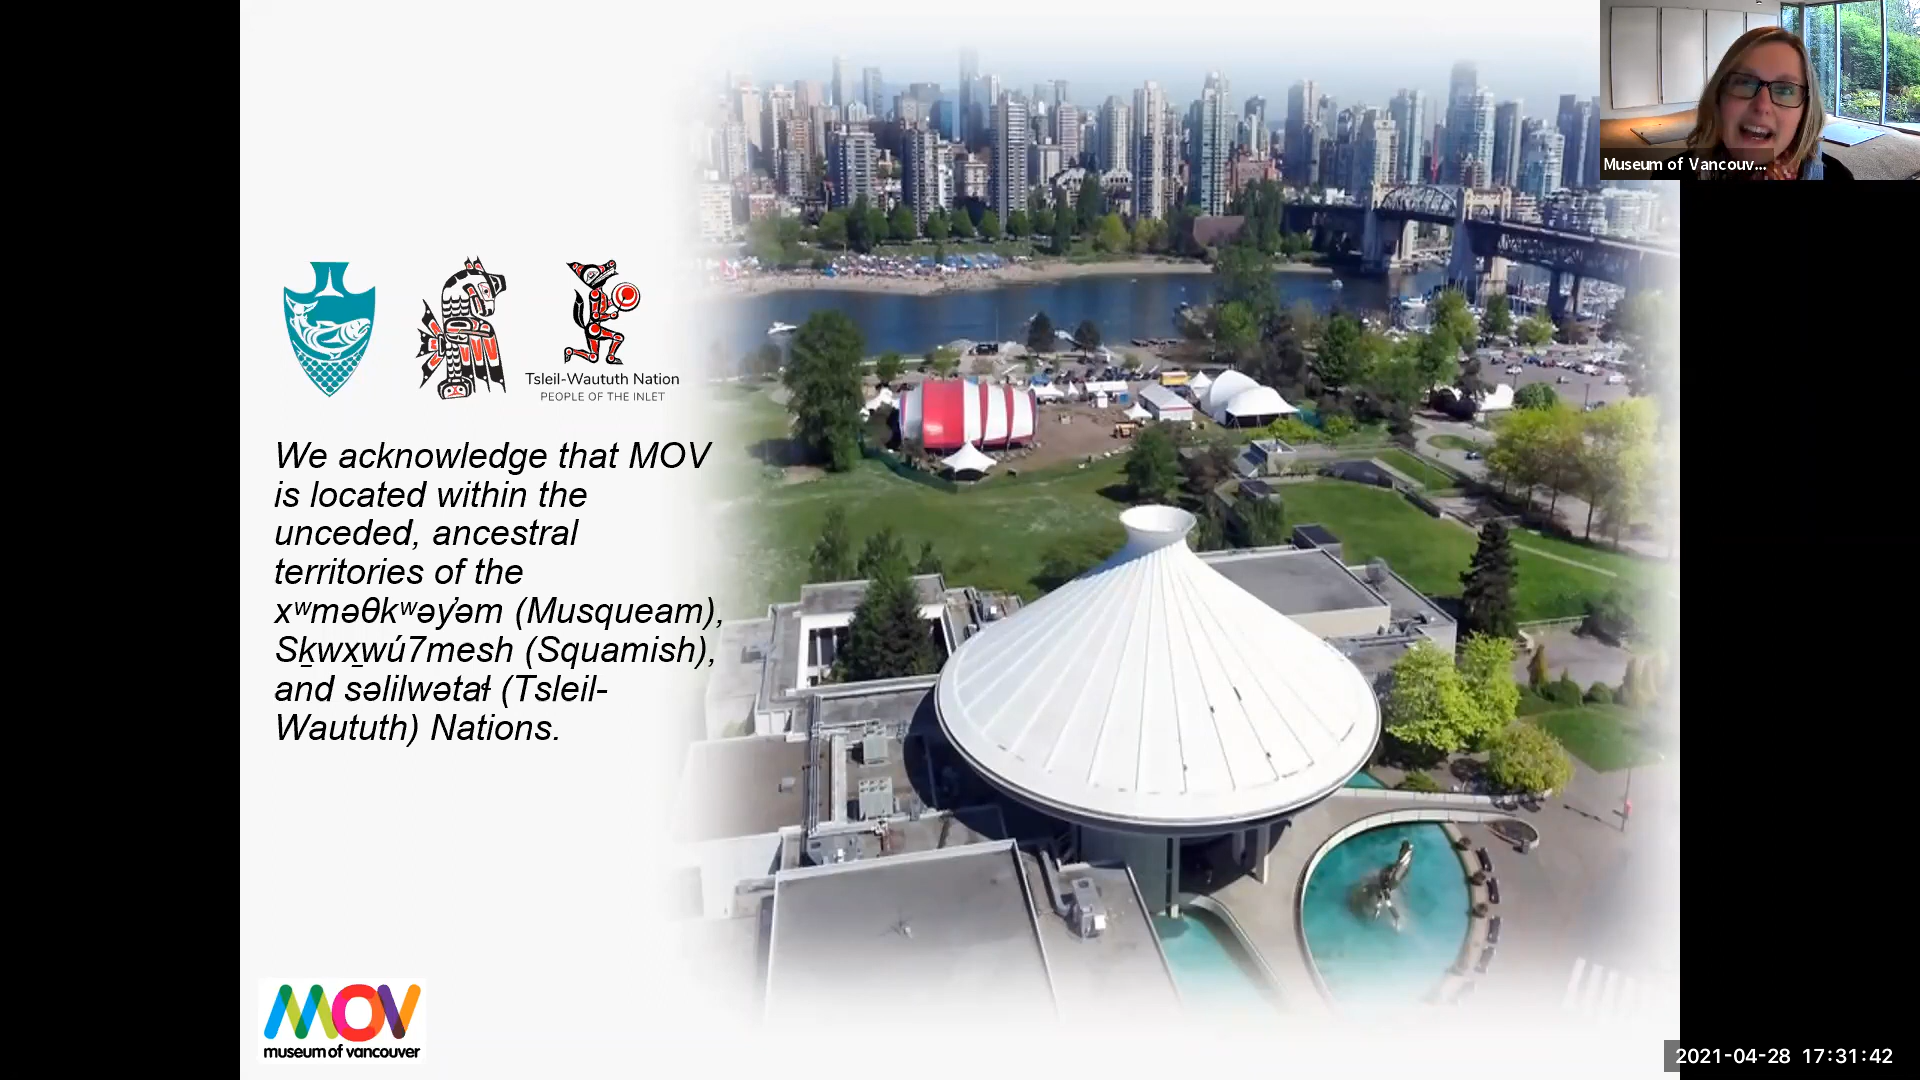 Museum of Vancouv...
Tsleil-Waututh Nation
PEOPLE OF THE INLET
We acknowledge that MOV
is located within the
unceded, ancestral
territories of the
xʷməθkʷəy̓əm (Musqueam),
Sḵwx̱wú7mesh (Squamish),
and səlilwətaɬ (Tsleil-
Waututh) Nations.
MOV
museum of vancouver
2021-04-28 17:31:42